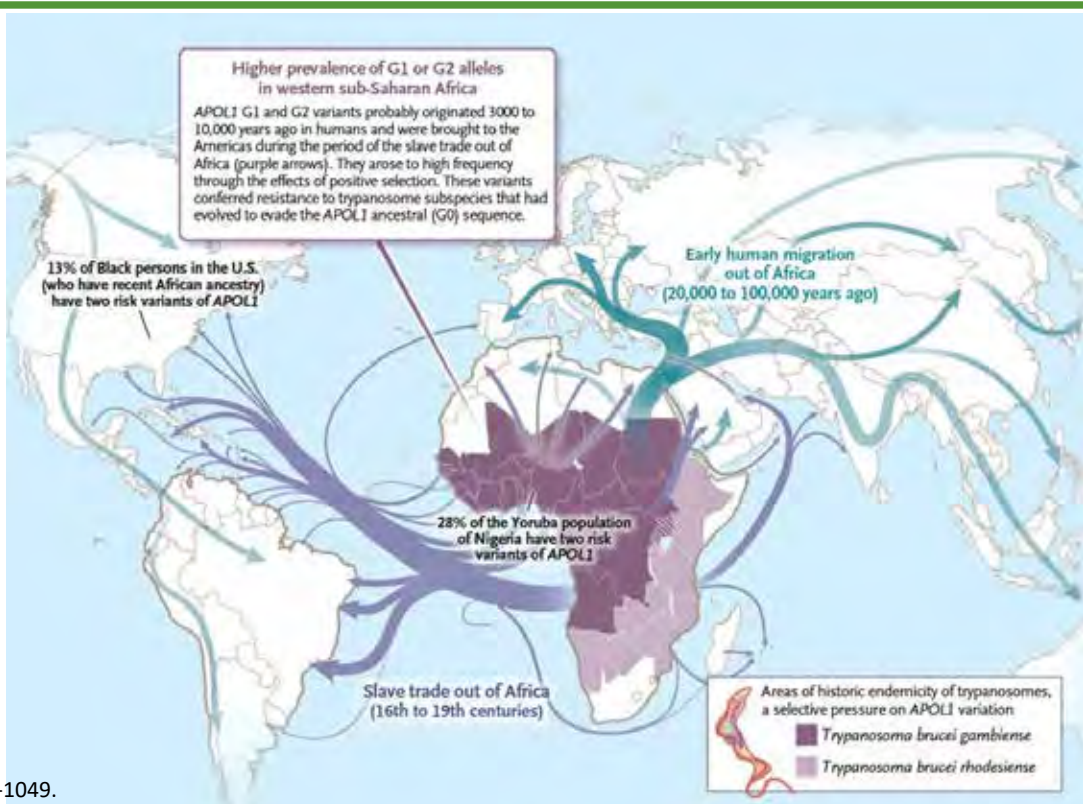 Higher prevalence of G1 or G2 alleles
in western sub-Saharan Africa
APOL1 G1 and G2 variants probably originated 3000 to
10,000 years ago in humans and were brought to the
Americas during the period of the slave trade out of
Africa (purple arrows). They arose to high frequency
through the effects of positive selection. These variants
conferred resistance to trypanosome subspecies that had
evolved to evade the APOL1 ancestral (G0) sequence.
13% of Black persons in the U.S.
(who have recent African ancestry)
have two risk variants of APOL1
Early human migration
out of Africa
(20,000 to 100,000 years ago)
28% of the Yoruba population
of Nigeria have two risk
variants of APOL1
Slave trade out of Africa
(16th to 19th centuries)
Areas of historic endemicity of trypanosomes,
a selective pressure on APOL1 variation
Trypanosoma brucei gambiense
Trypanosoma brucei rhodesiense
-1049.